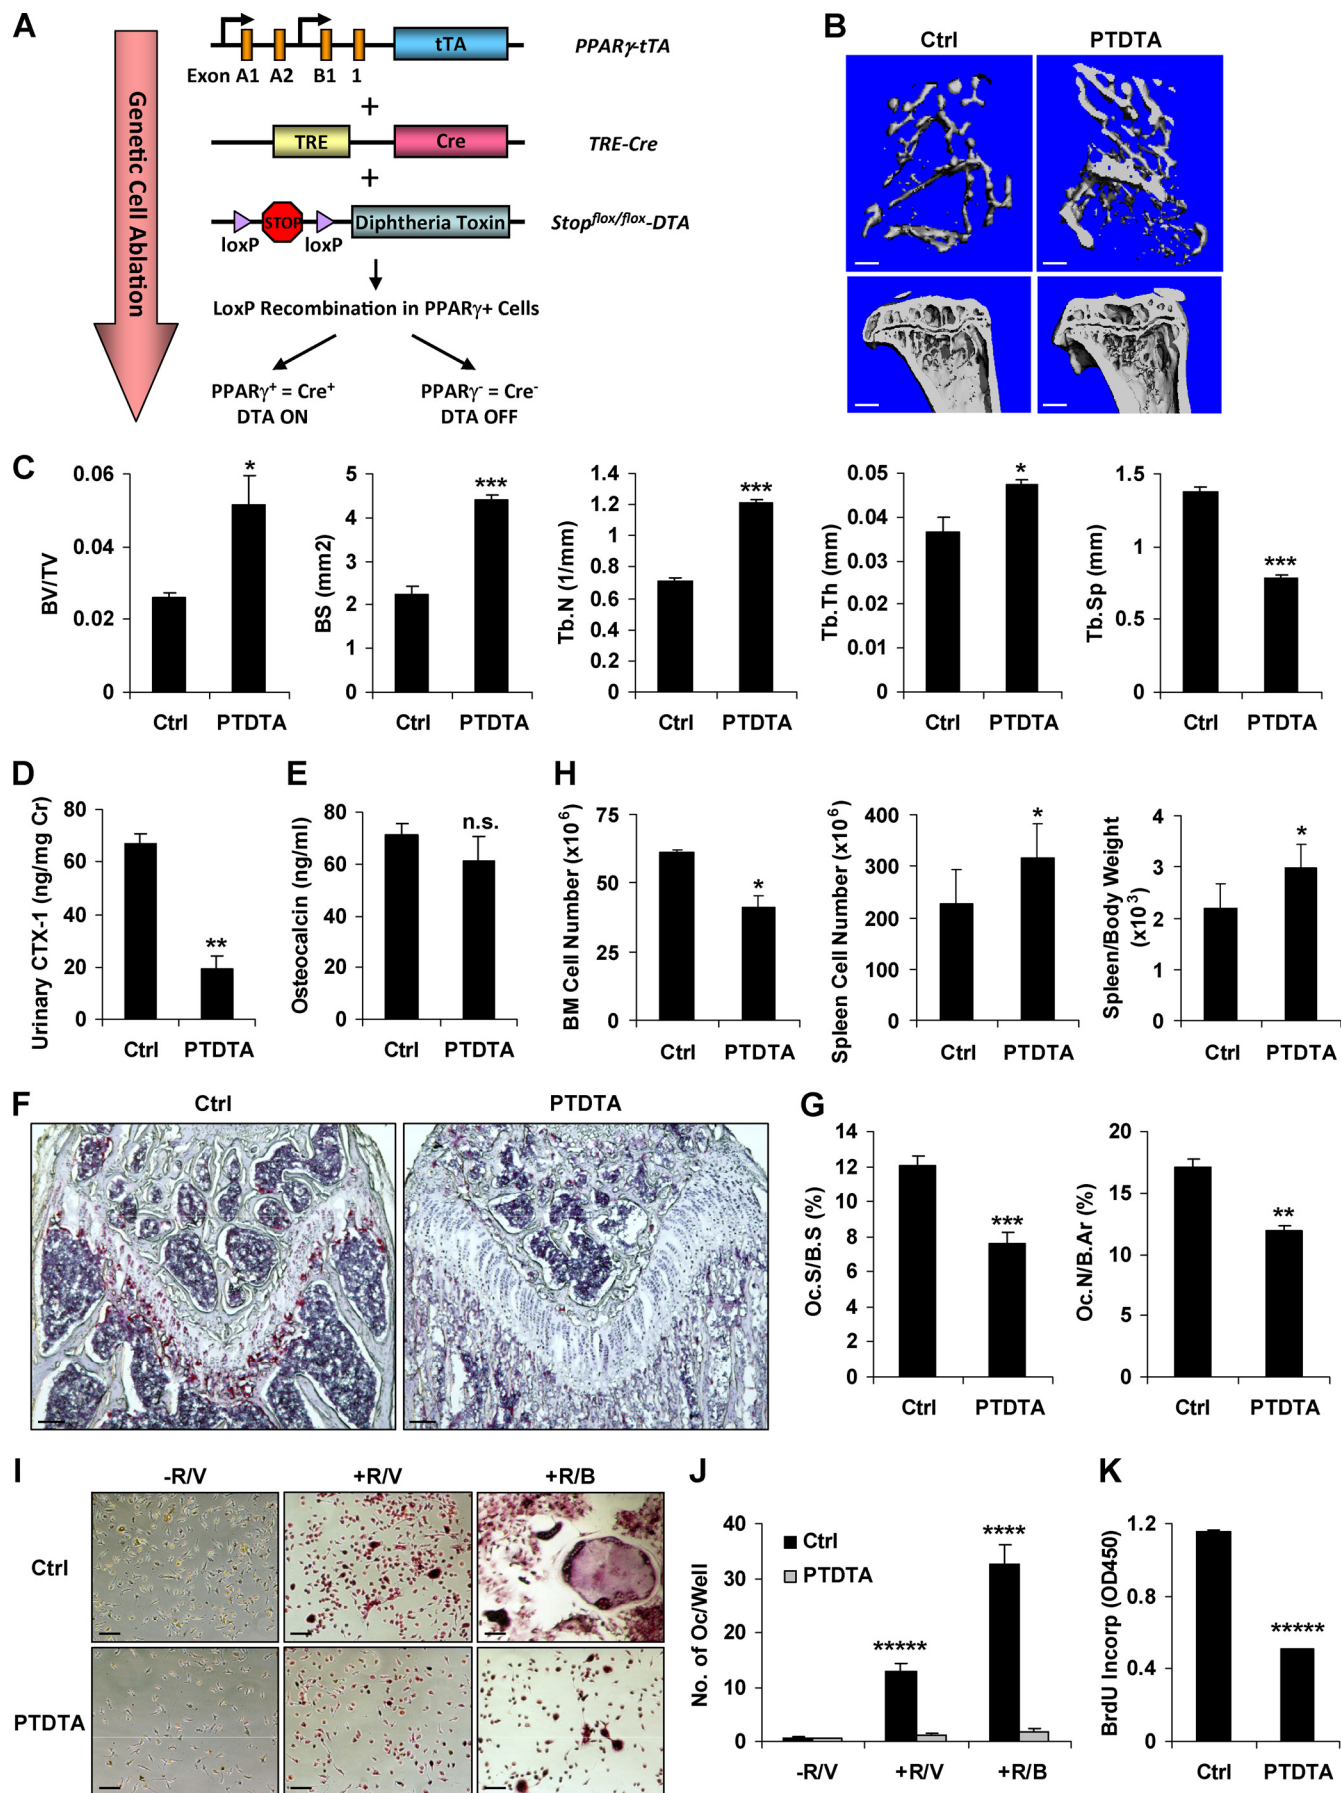 A
Genetic Cell Ablation
Exon A1 A2 B1 1
tTA
PPARγ-tTA
+
TRE
Cre
TRE-Cre
+
loxP
STOP
loxP
Diphtheria Toxin
Stopflox/flox-DTA
LoxP Recombination in PPARγ+ Cells
PPARγ+ = Cre+
DTA ON
PPARγ- = Cre-
DTA OFF
B
Ctrl
PTDTA
C
BV/TV
0.06
0.04
0.02
0
*
Ctrl PTDTA
BS (mm2)
5
4
3
2
1
0
***
Ctrl PTDTA
Tb.N (1/mm)
1.4
1.2
1
0.8
0.6
0.4
0.2
0
***
Ctrl PTDTA
Tb.Th (mm)
0.05
0.04
0.03
0.02
0.01
0
*
Ctrl PTDTA
Tb.Sp (mm)
1.5
1
0.5
0
***
Ctrl PTDTA
D
Urinary CTX-1 (ng/mg Cr)
80
60
40
20
0
**
Ctrl PTDTA
E
Osteocalcin (ng/ml)
80
60
40
20
0
n.s.
Ctrl PTDTA
H
BM Cell Number (x10⁶)
75
50
25
0
*
Ctrl PTDTA
Spleen Cell Number (x10⁶)
400
300
200
100
0
*
Ctrl PTDTA
Spleen/Body Weight
(x10³)
4
3
2
1
0
*
Ctrl PTDTA
F
Ctrl
PTDTA
G
Oc.S/B.S (%)
14
12
10
8
6
4
2
0
***
Ctrl PTDTA
Oc.N/B.Ar (%)
20
15
10
5
0
**
Ctrl PTDTA
I
-R/V
+R/V
+R/B
Ctrl
PTDTA
J
No. of Oc/Well
40
30
20
10
0
Ctrl
PTDTA
*****
****
-R/V +R/V +R/B
K
BrdU Incorp (OD450)
1.2
0.8
0.4
0
*****
Ctrl PTDTA